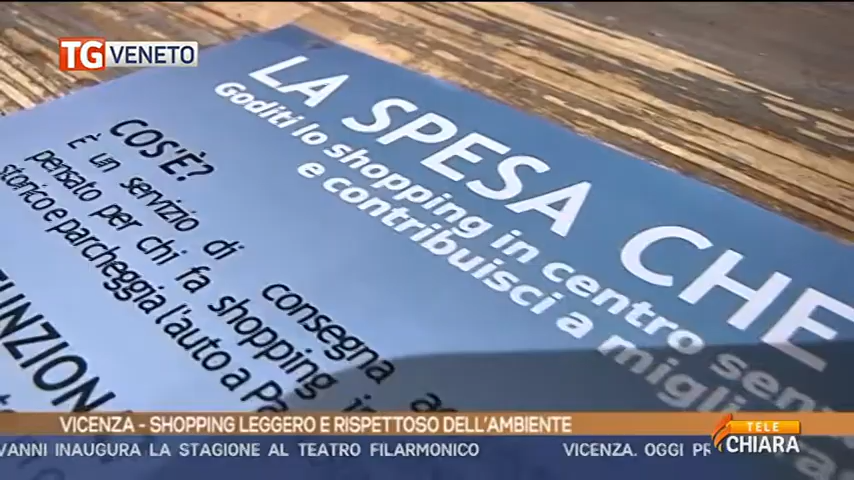 TG VENETO
LA SPESA CHE
Goditi lo shopping in centro sen
e contribuisci a migli
COS'È?
È un servizio di consegna
pensato per chi fa shopping
storico e parcheggia l'auto a
VICENZA - SHOPPING LEGGERO E RISPETTOSO DELL'AMBIENTE
TELE
CHIARA
VANNI INAUGURA LA STAGIONE AL TEATRO FILARMONICO VICENZA. OGGI PR